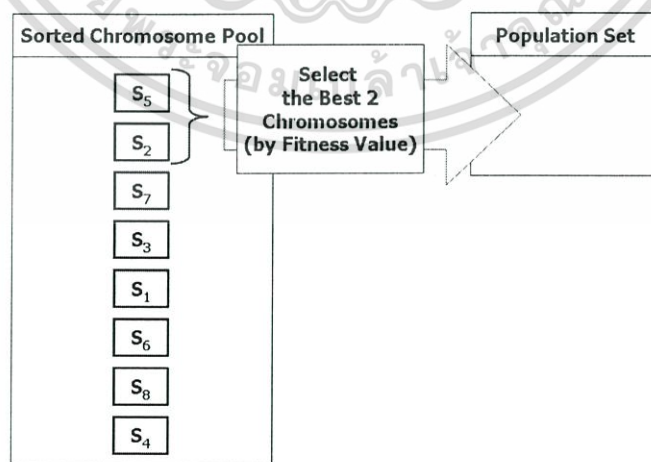 Sorted Chromosome Pool
Select
the Best 2
Chromosomes
(by Fitness Value)
Population Set
S₅
S₂
S₇
S₃
S₁
S₆
S₈
S₄